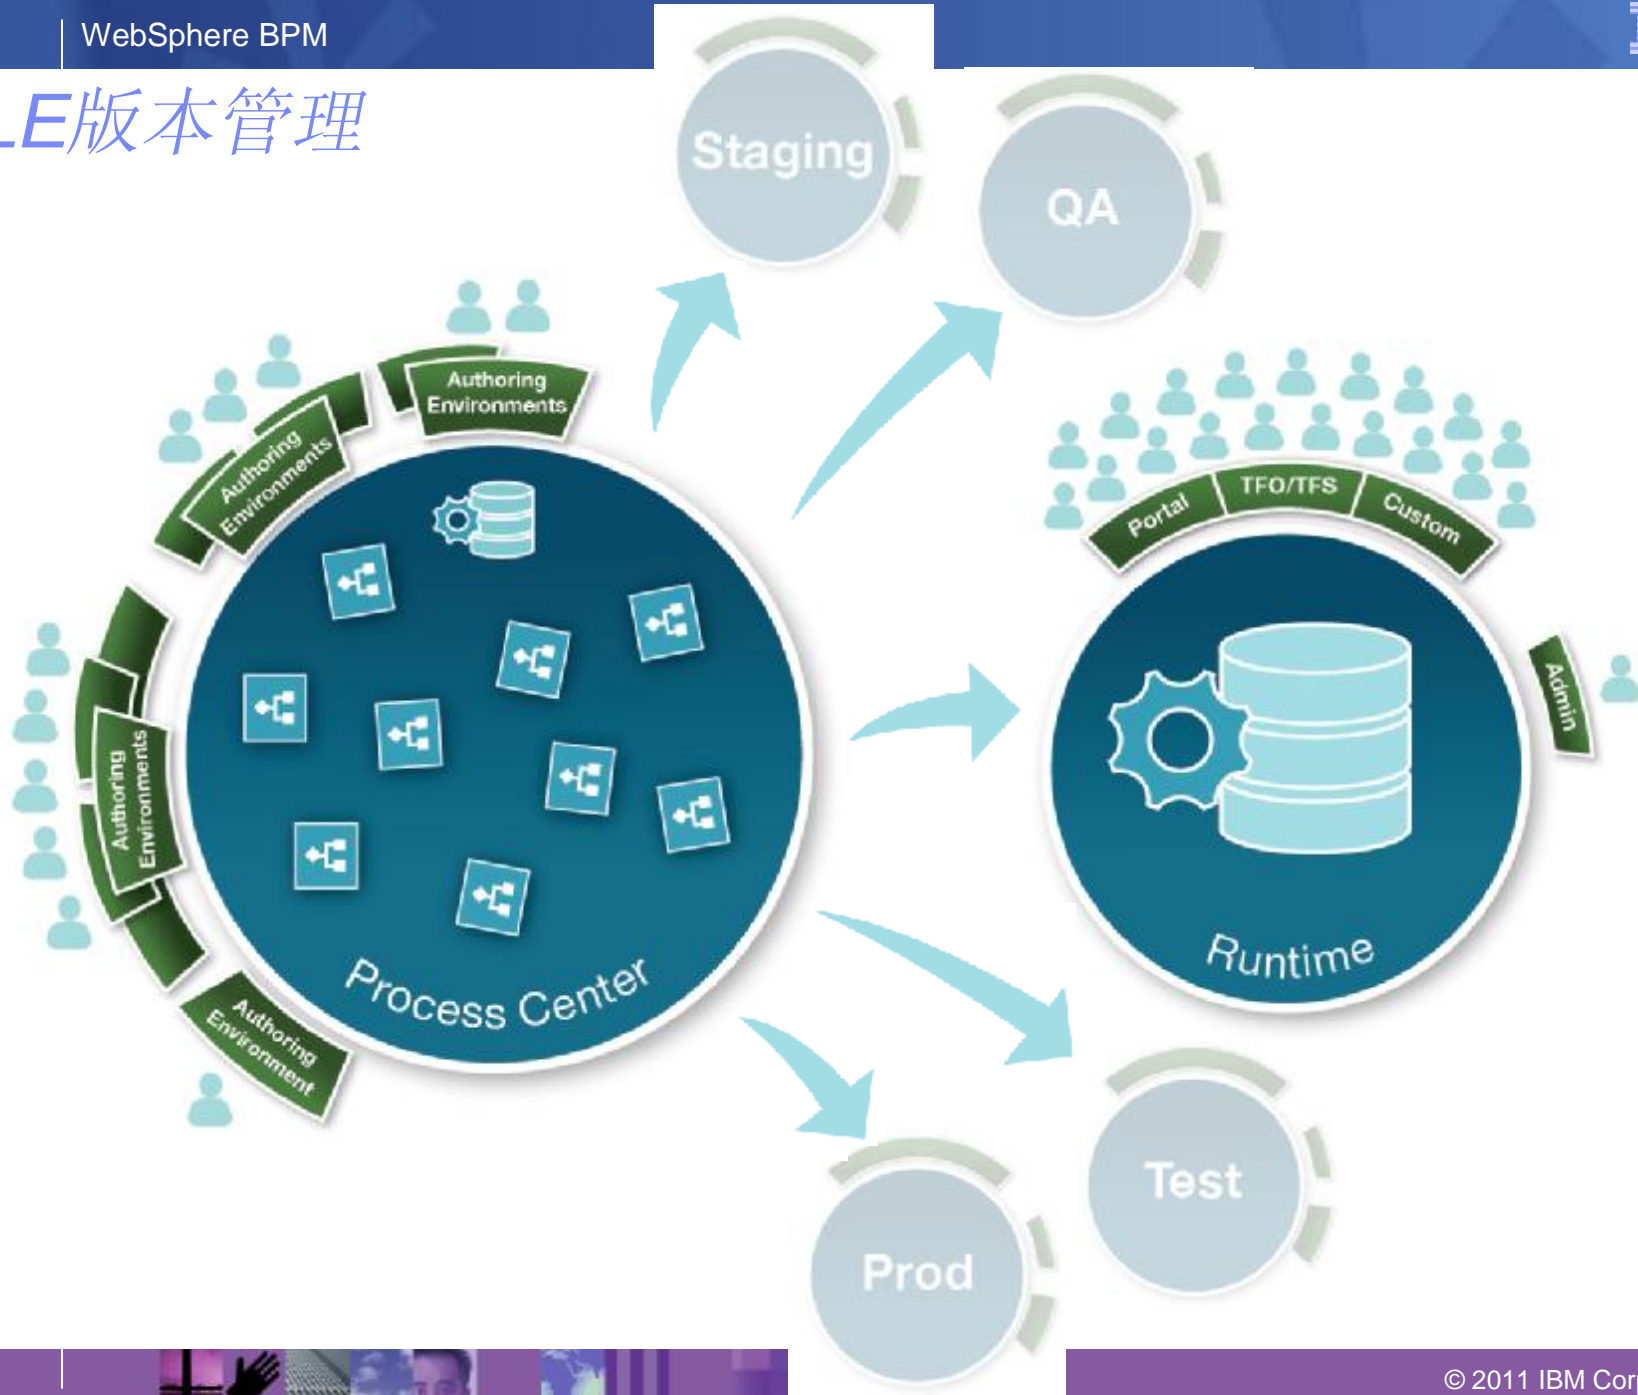 WebSphere BPM
LE版本管理
Staging
QA
Authoring
Environments
Authoring
Environments
Portal
TFO/TFS
Custom
Admin
Authoring
Environments
Runtime
Process Center
Authoring
Environment
Test
Prod
© 2011 IBM Cor